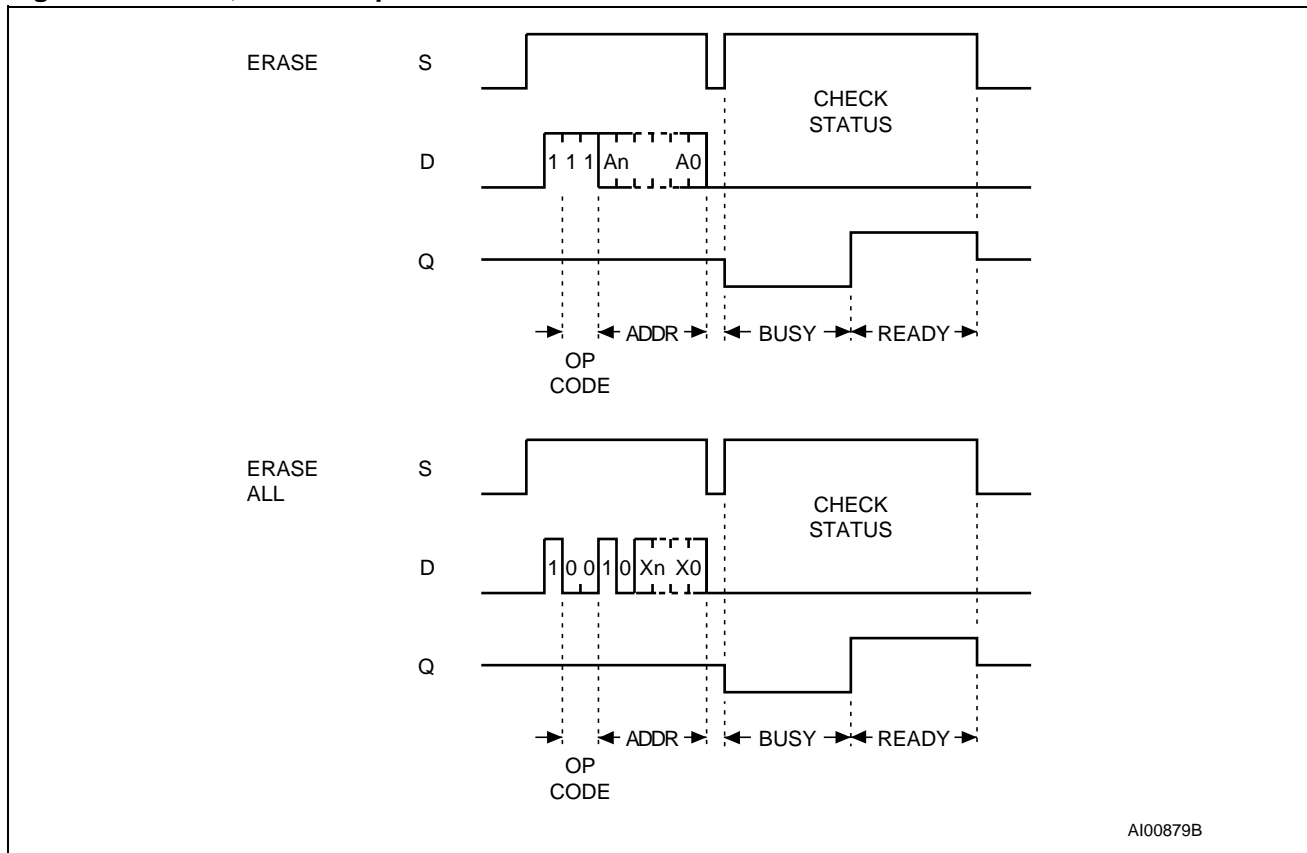 ERASE S
CHECK
STATUS
D 1 1 1 An A0
Q
ADDR BUSY READY
OP
CODE
ERASE
ALL
S
CHECK
STATUS
D 1 0 0 1 0 Xn X0
Q
ADDR BUSY READY
OP
CODE
AI00879B